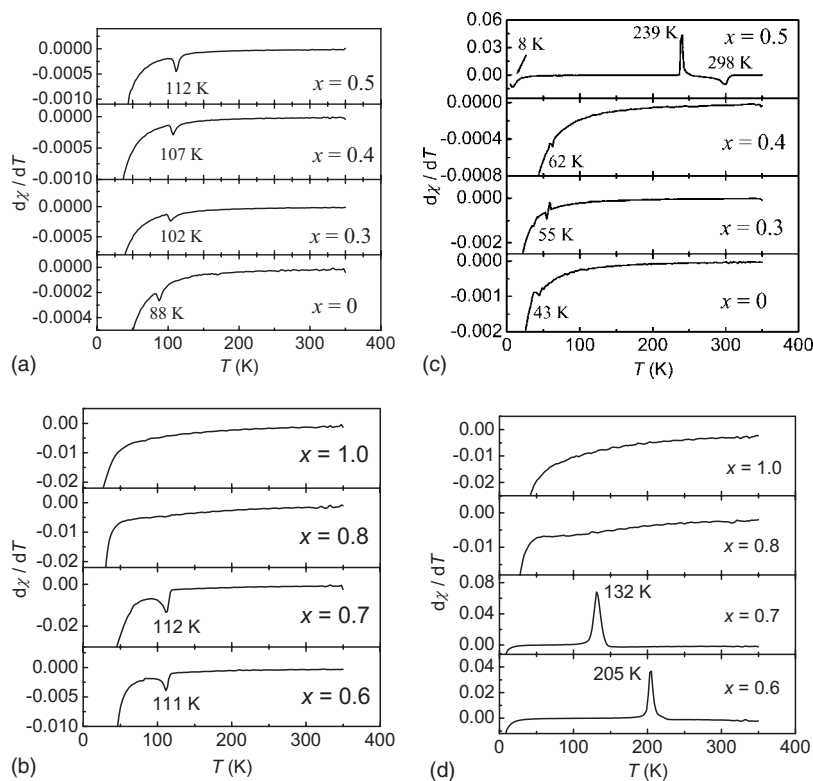 0.0000
-0.0005
-0.0010
112 K
x = 0.5
0.0000
-0.0005
-0.0010
107 K
x = 0.4
0.0000
-0.0005
102 K
x = 0.3
0.0000
-0.0002
-0.0004
88 K
x = 0
dχ / dT
0 100 200 300 400
T (K)
(a)
0.06
0.03
0.00
8 K
239 K
298 K
x = 0.5
0.0000
-0.0004
-0.0008
62 K
x = 0.4
0.000
-0.002
55 K
x = 0.3
0.000
-0.001
-0.002
43 K
x = 0
dχ / dT
0 100 200 300 400
T (K)
(c)
0.00
-0.01
-0.02
x = 1.0
0.00
-0.01
-0.02
x = 0.8
0.00
-0.02
112 K
x = 0.7
0.000
-0.005
-0.010
111 K
x = 0.6
dχ / dT
0 100 200 300 400
T (K)
(b)
0.00
-0.01
-0.02
x = 1.0
0.00
-0.01
x = 0.8
0.08
0.04
0.00
132 K
x = 0.7
0.04
0.02
0.00
205 K
x = 0.6
dχ / dT
0 100 200 300 400
T (K)
(d)